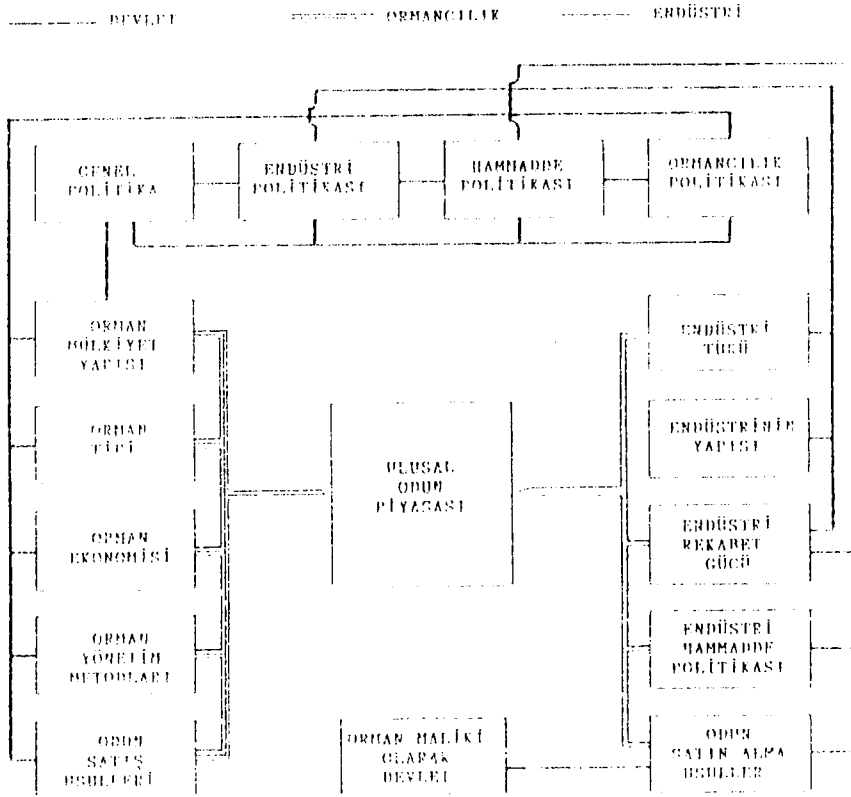 DEVLET
ORMANCILIK
ENDÜSTRİ
GENEL
POLİTİKA
ENDÜSTRİ
POLİTİKASI
HAMMADDE
POLİTİKASI
ORMANCILIK
POLİTİKASI
ORMAN
MÜLKİYET
YAPISI
ORMAN
TİPİ
ORMAN
EKONOMİSİ
ORMAN
YÖNETİM
METODLARI
ODUN
SATIŞ
USULLERİ
ULUSAL
ODUN
PİYASASI
ORMAN MALİKİ
OLARAK
DEVLET
ENDÜSTRİ
TÜRÜ
ENDÜSTRİNİN
YAPISI
ENDÜSTRİ
REKABET
GÜCÜ
ENDÜSTRİ
HAMMADDE
POLİTİKASI
ODUN
SATIN ALMA
USULLER